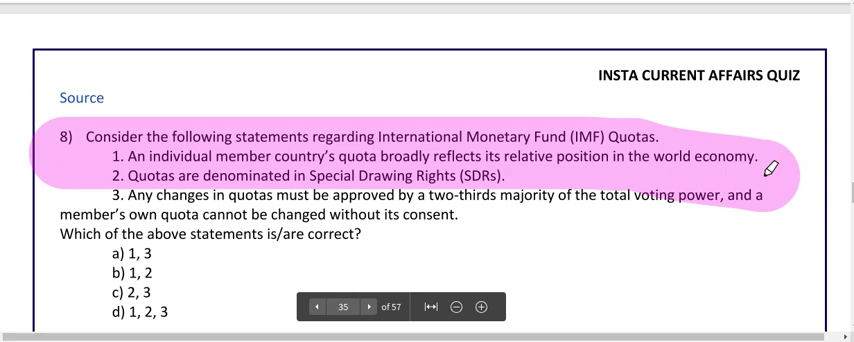 INSTA CURRENT AFFAIRS QUIZ
Source
8) Consider the following statements regarding International Monetary Fund (IMF) Quotas.
1. An individual member country’s quota broadly reflects its relative position in the world economy.
2. Quotas are denominated in Special Drawing Rights (SDRs).
3. Any changes in quotas must be approved by a two-thirds majority of the total voting power, and a
member’s own quota cannot be changed without its consent.
Which of the above statements is/are correct?
a) 1, 3
b) 1, 2
c) 2, 3
d) 1, 2, 3
35 of 57